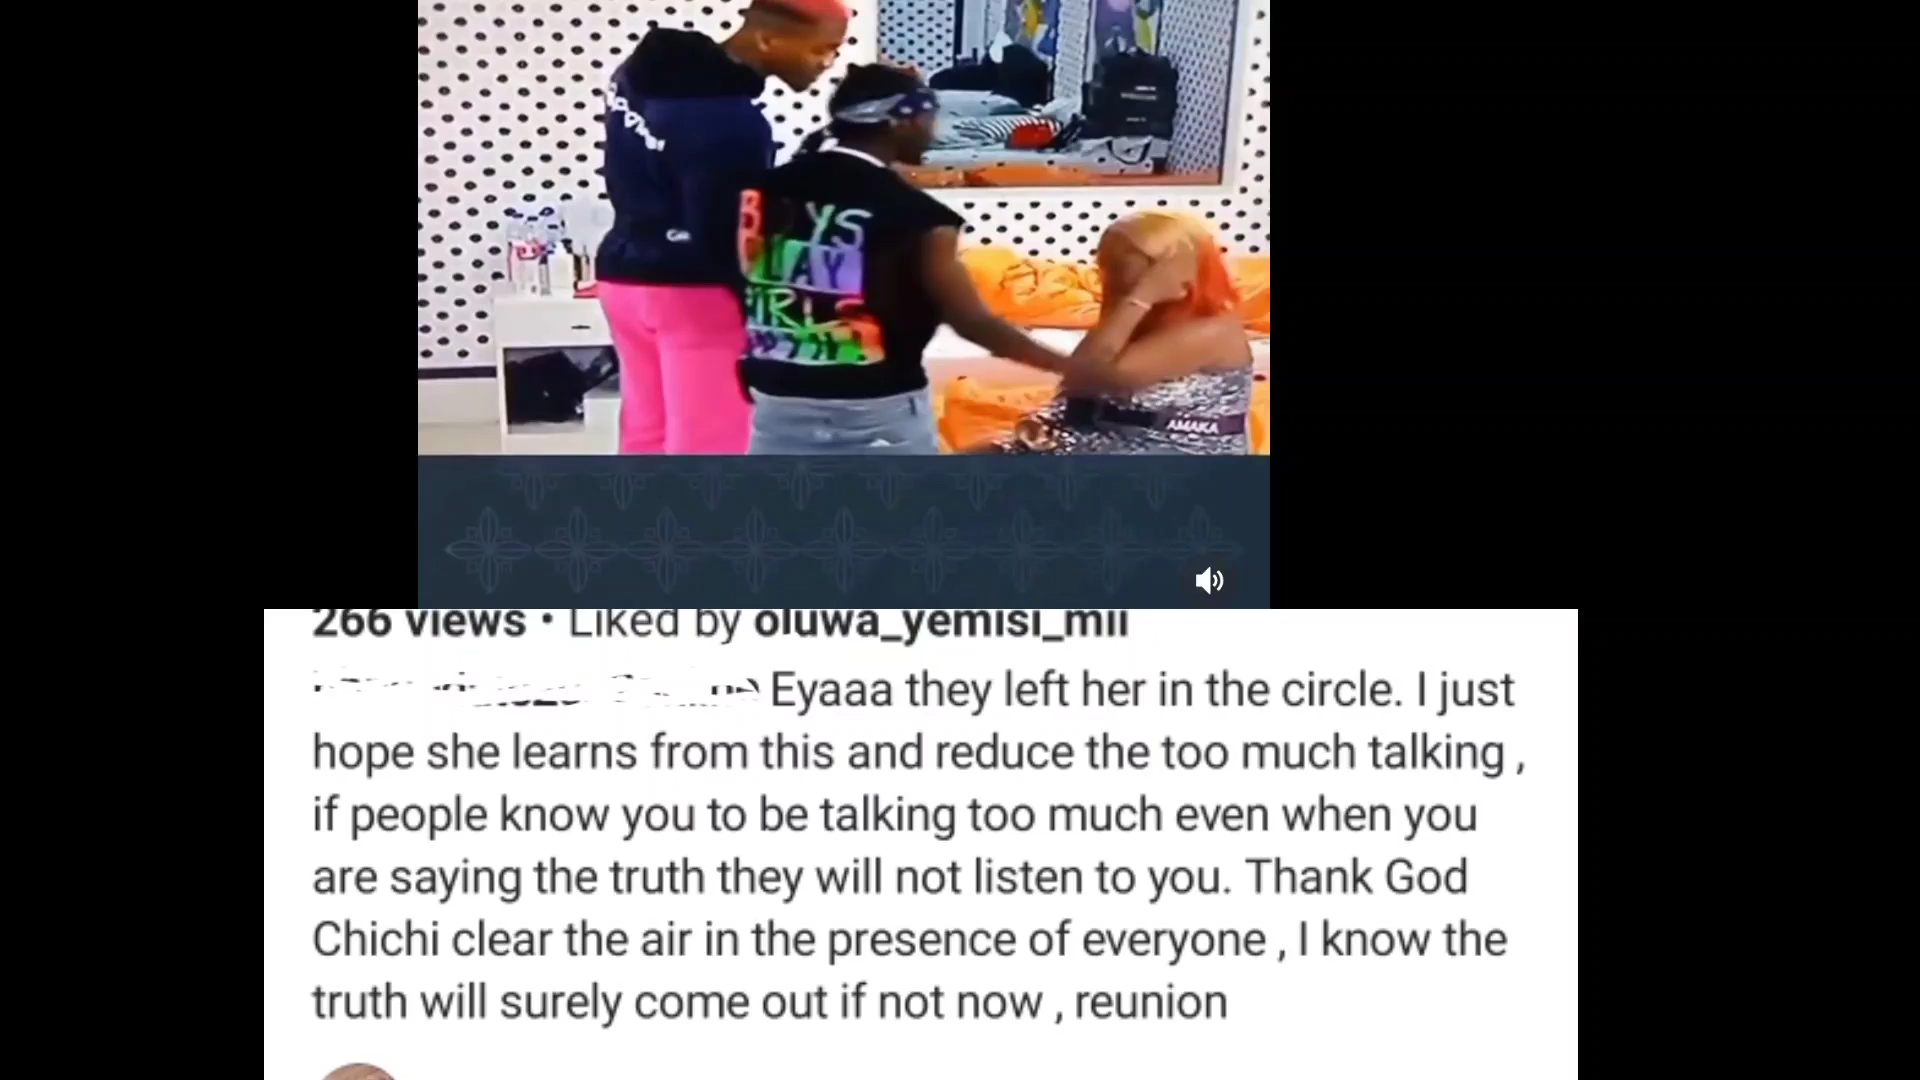 BOYS
PLAY
GIRLS
AMAKA
266 views • Liked by oluwa_yemisi_mii
Eyaaa they left her in the circle. I just
hope she learns from this and reduce the too much talking ,
if people know you to be talking too much even when you
are saying the truth they will not listen to you. Thank God
Chichi clear the air in the presence of everyone , I know the
truth will surely come out if not now , reunion